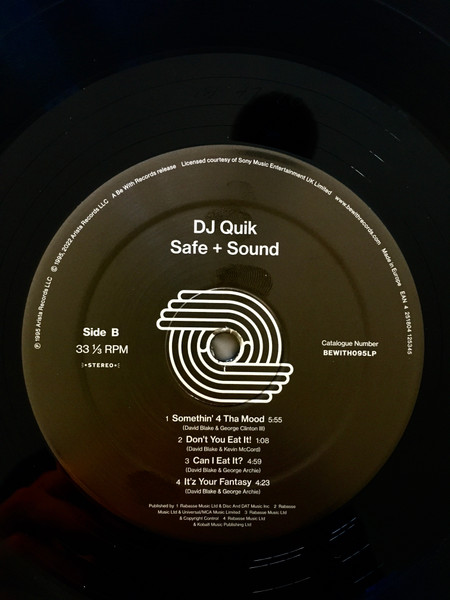 ℗ 1995 Arista Records LLC © 1995, 2022 Arista Records LLC A Be With Records release Licensed courtesy of Sony Music Entertainment UK Limited www.bewithrecords.com Made in Europe EAN 4 251804 125345
DJ Quik
Safe + Sound
Side B
33 ⅓ RPM
STEREO
Catalogue Number
BEWITH095LP
1 Somethin' 4 Tha Mood 5:55
(David Blake & George Clinton III)
2 Don't You Eat It! 1:08
(David Blake & Kevin McCord)
3 Can I Eat It? 4:59
(David Blake & George Archie)
4 It'z Your Fantasy 4:23
(David Blake & George Archie)
Published by 1 Rabasse Music Ltd & Disc And DAT Music Inc 2 Rabasse
Music Ltd & Universal/MCA Music Limited 3 Rabasse Music Ltd
& Copyright Control 4 Rabasse Music Ltd
& Kobalt Music Publishing Ltd